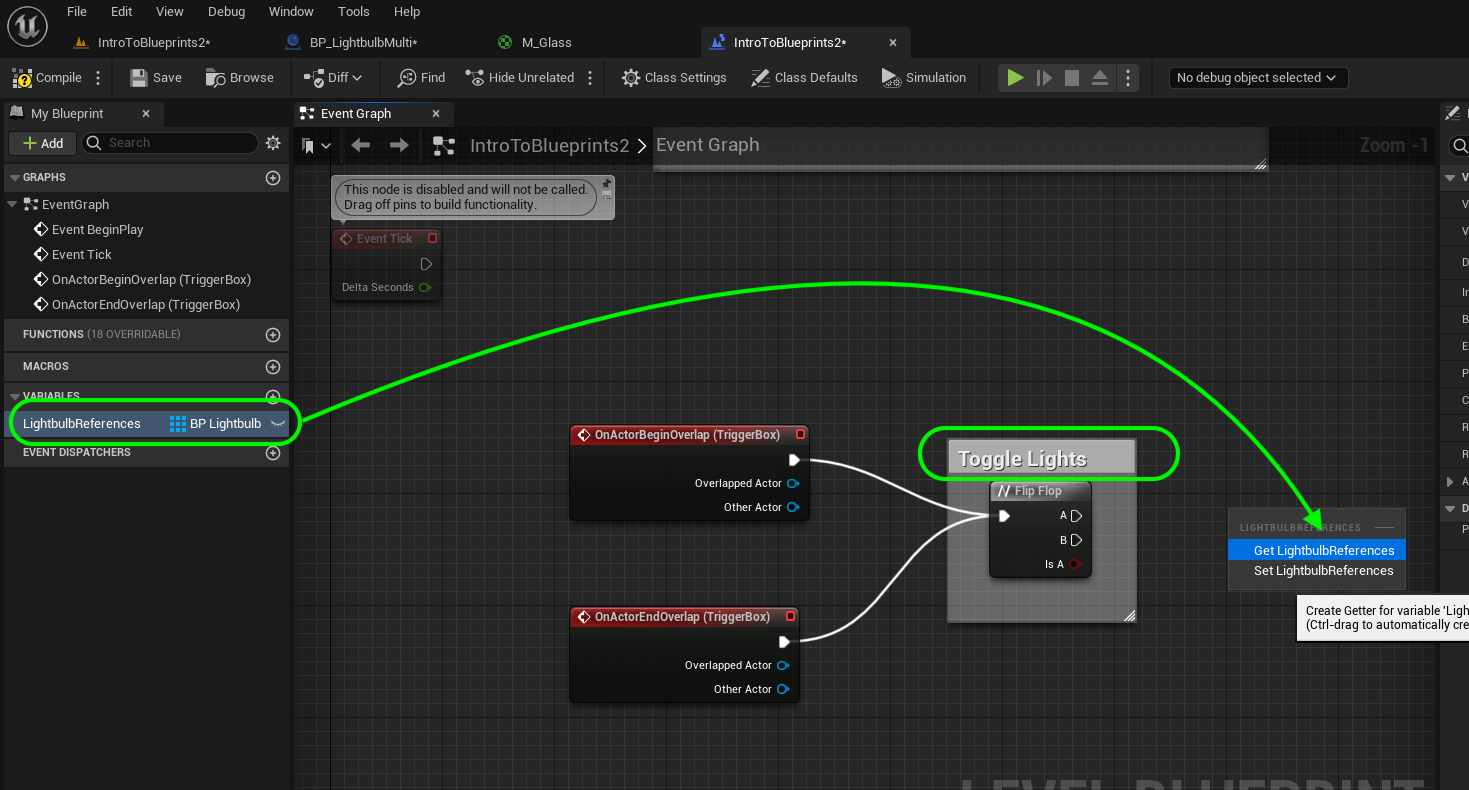 File Edit View Debug Window Tools Help
IntroToBlueprints2* BP_LightbulbMulti* M_Glass IntroToBlueprints2*
Compile Save Browse Diff Find Hide Unrelated Class Settings Class Defaults Simulation No debug object selected
My Blueprint
Event Graph
Add
Search
IntroToBlueprints2 > Event Graph
Zoom -1
GRAPHS
EventGraph
Event BeginPlay
Event Tick
OnActorBeginOverlap (TriggerBox)
OnActorEndOverlap (TriggerBox)
FUNCTIONS (18 OVERRIDABLE)
MACROS
VARIABLES
LightbulbReferences BP Lightbulb
EVENT DISPATCHERS
This node is disabled and will not be called.
Drag off pins to build functionality.
Event Tick
Delta Seconds
OnActorBeginOverlap (TriggerBox)
Overlapped Actor
Other Actor
Toggle Lights
Flip Flop
A
B
Is A
OnActorEndOverlap (TriggerBox)
Overlapped Actor
Other Actor
LIGHTBULBREFERENCES
Get LightbulbReferences
Set LightbulbReferences
Create Getter for variable 'Ligh
(Ctrl-drag to automatically cre
LEVEL BLUEPRINT